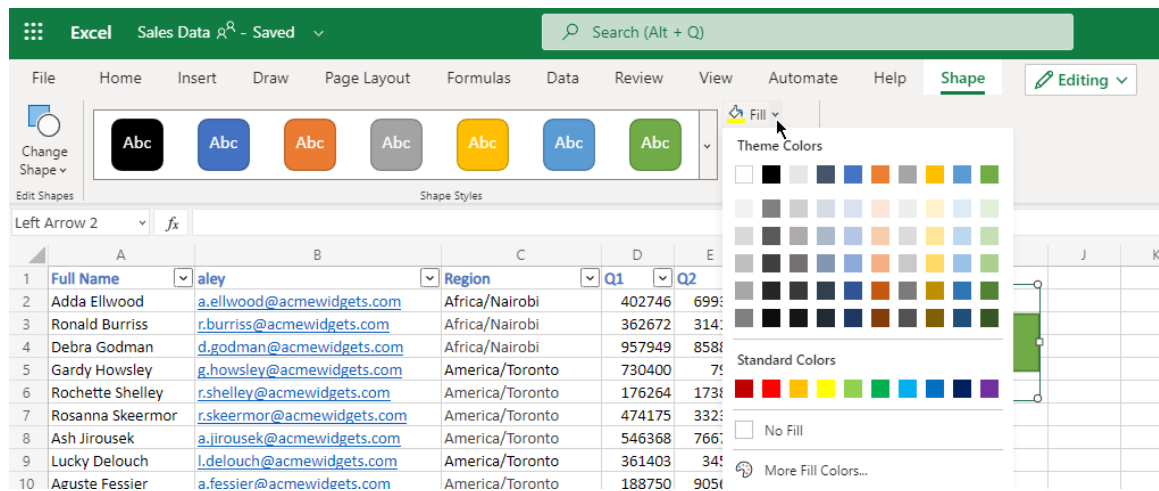 Excel Sales Data - Saved Search (Alt + Q)
File Home Insert Draw Page Layout Formulas Data Review View Automate Help Shape Editing
Change Shape
Abc Abc Abc Abc Abc Abc Abc
Fill
Edit Shapes Shape Styles
Theme Colors
Standard Colors
No Fill
More Fill Colors...
Left Arrow 2 fx
A B C D E J K
1 Full Name aley Region Q1 Q2
2 Adda Ellwood a.ellwood@acmewidgets.com Africa/Nairobi 402746
3 Ronald Burriss r.burriss@acmewidgets.com Africa/Nairobi 362672
4 Debra Godman d.godman@acmewidgets.com Africa/Nairobi 957949
5 Gardy Howsley g.howsley@acmewidgets.com America/Toronto 730400
6 Rochette Shelley r.shelley@acmewidgets.com America/Toronto 176264
7 Rosanna Skeermor r.skeermor@acmewidgets.com America/Toronto 474175
8 Ash Jirousek a.jirousek@acmewidgets.com America/Toronto 546368
9 Lucky Delouch l.delouch@acmewidgets.com America/Toronto 361403
10 Aguste Fessier a.fessier@acmewidgets.com America/Toronto 188750